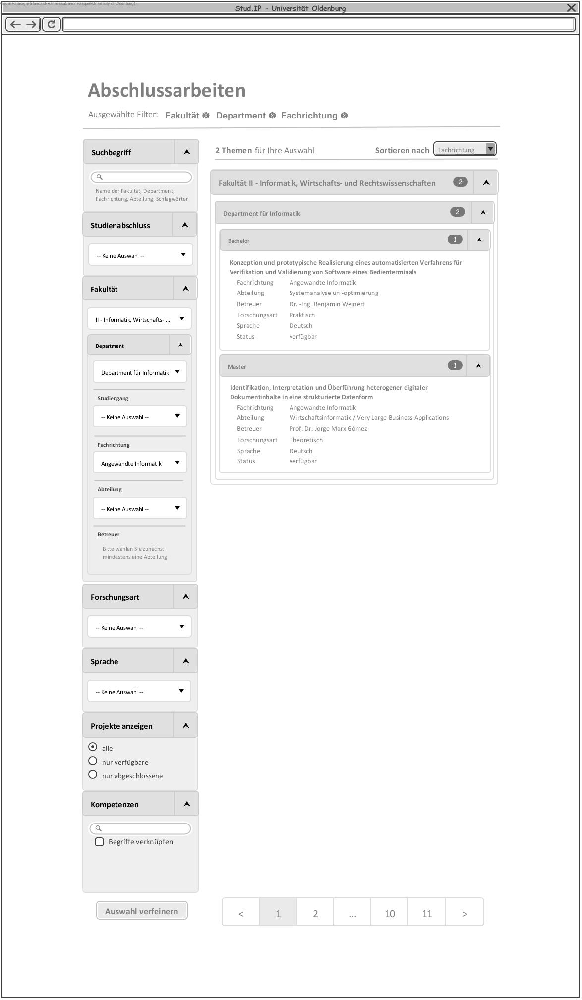 Visual Paradigm Standard(VannessaCanonPasquel(University of Oldenburg))
Stud.IP - Universität Oldenburg
Abschlussarbeiten
Ausgewählte Filter: Fakultät X Department X Fachrichtung X
Suchbegriff
Name der Fakultät, Department,
Fachrichtung, Abteilung, Schlagwörter
Studienabschluss
-- Keine Auswahl --
Fakultät
II - Informatik, Wirtschafts- ...
Department
Department für Informatik
Studiengang
-- Keine Auswahl --
Fachrichtung
Angewandte Informatik
Abteilung
-- Keine Auswahl --
Betreuer
Bitte wählen Sie zunächst
mindestens eine Abteilung
Forschungsart
-- Keine Auswahl --
Sprache
-- Keine Auswahl --
Projekte anzeigen
alle
nur verfügbare
nur abgeschlossene
Kompetenzen
Begriffe verknüpfen
Auswahl verfeinern
2 Themen für Ihre Auswahl Sortieren nach Fachrichtung
Fakultät II - Informatik, Wirtschafts- und Rechtswissenschaften 2
Department für Informatik 2
Bachelor 1
Konzeption und prototypische Realisierung eines automatisierten Verfahrens für
Verifikation und Validierung von Software eines Bedienterminals
Fachrichtung Angewandte Informatik
Abteilung Systemanalyse un -optimierung
Betreuer Dr. -Ing. Benjamin Weinert
Forschungsart Praktisch
Sprache Deutsch
Status verfügbar
Master 1
Identifikation, Interpretation und Überführung heterogener digitaler
Dokumentinhalte in eine strukturierte Datenform
Fachrichtung Angewandte Informatik
Abteilung Wirtschaftsinformatik / Very Large Business Applications
Betreuer Prof. Dr. Jorge Marx Gómez
Forschungsart Theoretisch
Sprache Deutsch
Status verfügbar
< 1 2 ... 10 11 >